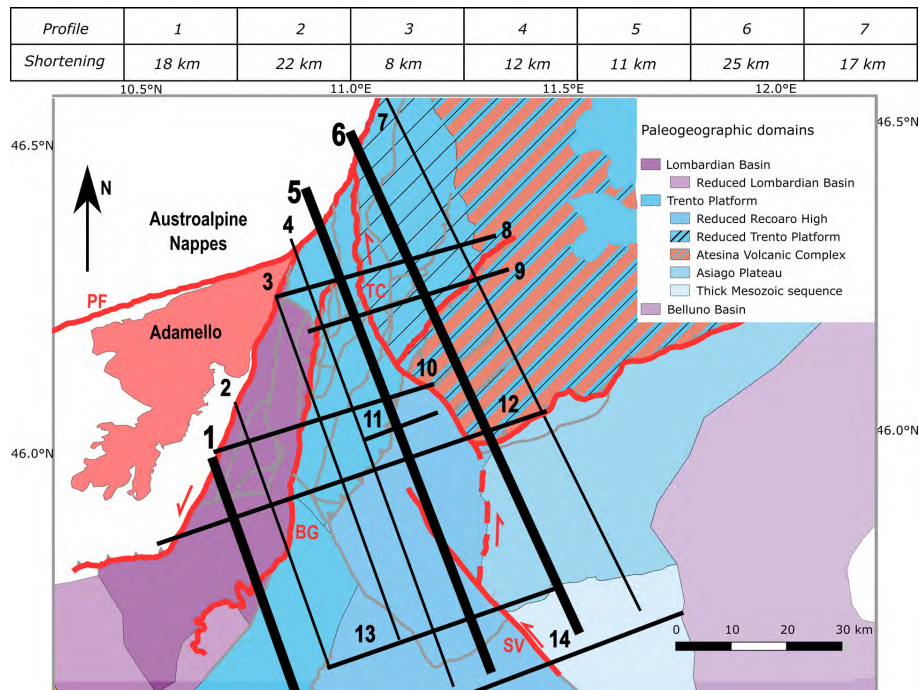 Profile 1 2 3 4 5 6 7
Shortening 18 km 22 km 8 km 12 km 11 km 25 km 17 km
10.5°N 11.0°E 11.5°E 12.0°E
46.5°N 46.5°N
46.0°N 46.0°N
N
Austroalpine
Nappes
PF
Adamello
TC
BG
SV
1
2
3
4
5
6
7
8
9
10
11
12
13
14
Paleogeographic domains
Lombardian Basin
Reduced Lombardian Basin
Trento Platform
Reduced Recoaro High
Reduced Trento Platform
Atesina Volcanic Complex
Asiago Plateau
Thick Mesozoic sequence
Belluno Basin
0 10 20 30 km